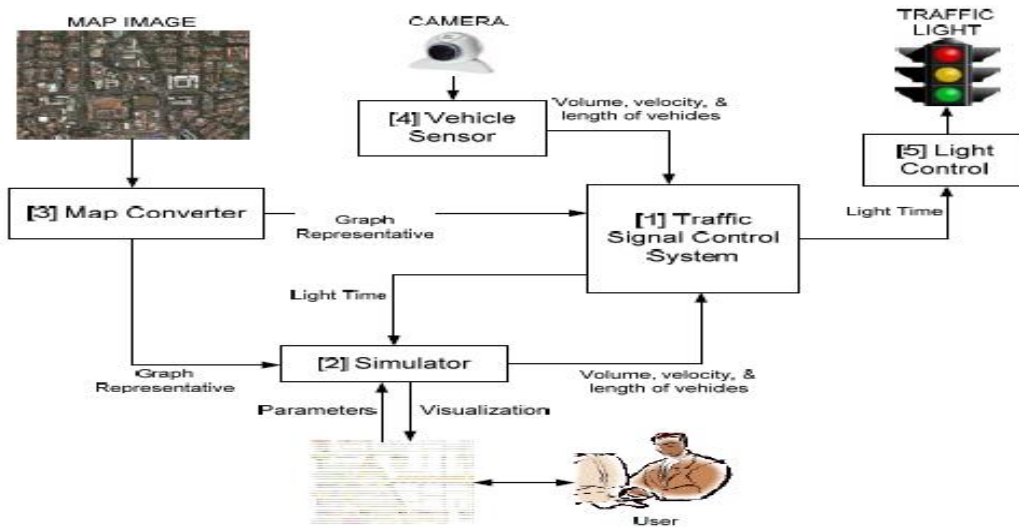 MAP IMAGE
CAMERA
TRAFFIC
LIGHT
[4] Vehicle
Sensor
Volume, velocity, &
length of vehides
[5] Light
Control
[3] Map Converter
Graph
Representative
[1] Traffic
Signal Control
System
Light Time
Light Time
[2] Simulator
Graph
Representative
Volume, velocity, &
length of vehides
Parameters
Visualization
User